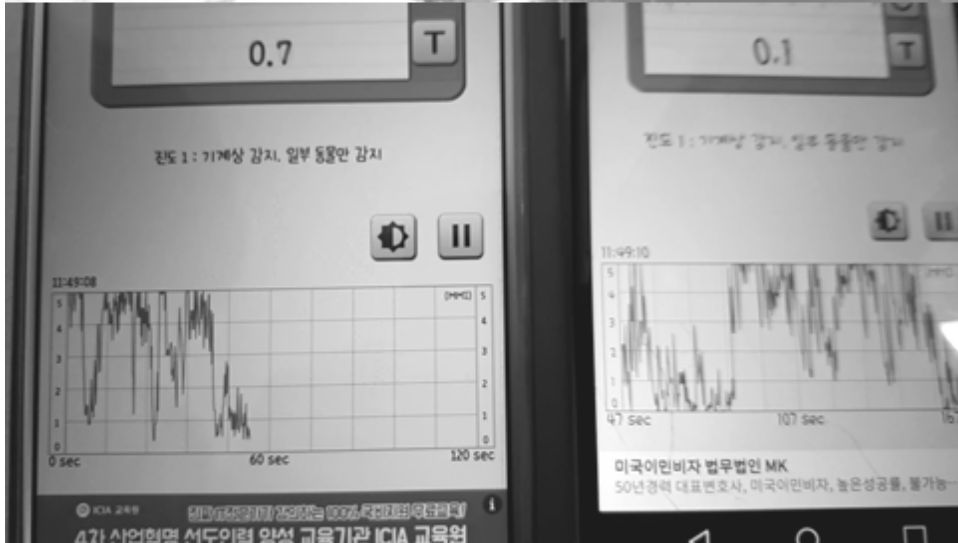 0.7
T
진도 1 : 기계상 감지, 일부 동물만 감지
11:49:08
(MMI)
5
4
3
2
1
0
5
4
3
2
1
0
0 sec
60 sec
120 sec
ICIA 교육원
4차 산업혁명 선도인력 양성 교육기관 ICIA 교육원
0.1
T
진도 1 : 기계상 감지, 일부 동물만 감지
11:49:10
(MMI)
5
4
3
2
1
0
47 sec
107 sec
미국이민비자 법무법인 MK
50년경력 대표변호사, 미국이민비자, 높은성공률, 불가능…